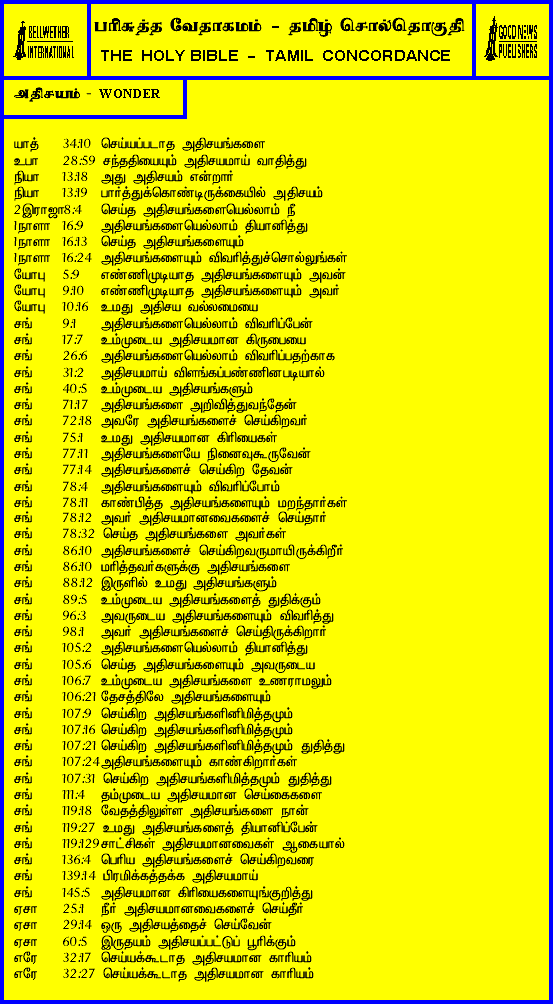 BELLWETHER INTERNATIONAL
பரிசுத்த வேதாகமம் - தமிழ் சொல்தொகுதி
THE HOLY BIBLE - TAMIL CONCORDANCE
GOOD NEWS PUBLISHERS
அதிசயம் - WONDER
யாத் 34:10 செய்யப்படாத அதிசயங்களை
உபா 28:59 சந்ததியையும் அதிசயமாய் வாதித்து
நியா 13:18 அது அதிசயம் என்றார்
நியா 13:19 பார்த்துக்கொண்டிருக்கையில் அதிசயம்
2இராஜா8:4 செய்த அதிசயங்களையெல்லாம் நீ
1நாளா 16:9 அதிசயங்களையெல்லாம் தியானித்து
1நாளா 16:13 செய்த அதிசயங்களையும்
1நாளா 16:24 அதிசயங்களையும் விவரித்துச்சொல்லுங்கள்
யோபு 5:9 எண்ணிமுடியாத அதிசயங்களையும் அவன்
யோபு 9:10 எண்ணிமுடியாத அதிசயங்களையும் அவர்
யோபு 10:16 உமது அதிசய வல்லமையை
சங் 9:1 அதிசயங்களையெல்லாம் விவரிப்பேன்
சங் 17:7 உம்முடைய அதிசயமான கிருபையை
சங் 26:6 அதிசயங்களையெல்லாம் விவரிப்பதற்காக
சங் 31:2 அதிசயமாய் விளங்கப்பண்ணினபடியால்
சங் 40:5 உம்முடைய அதிசயங்களும்
சங் 71:17 அதிசயங்களை அறிவித்துவந்தேன்
சங் 72:18 அவரே அதிசயங்களைச் செய்கிறவர்
சங் 75:1 உமது அதிசயமான கிரியைகள்
சங் 77:11 அதிசயங்களையே நினைவுகூருவேன்
சங் 77:14 அதிசயங்களைச் செய்கிற தேவன்
சங் 78:4 அதிசயங்களையும் விவரிப்போம்
சங் 78:11 காண்பித்த அதிசயங்களையும் மறந்தார்கள்
சங் 78:12 அவர் அதிசயமானவைகளைச் செய்தார்
சங் 78:32 செய்த அதிசயங்களை அவர்கள்
சங் 86:10 அதிசயங்களைச் செய்கிறவருமாயிருக்கிறீர்
சங் 86:10 மரித்தவர்களுக்கு அதிசயங்களை
சங் 88:12 இருளில் உமது அதிசயங்களும்
சங் 89:5 உம்முடைய அதிசயங்களைத் துதிக்கும்
சங் 96:3 அவருடைய அதிசயங்களையும் விவரித்து
சங் 98:1 அவர் அதிசயங்களைச் செய்திருக்கிறார்
சங் 105:2 அதிசயங்களையெல்லாம் தியானித்து
சங் 105:6 செய்த அதிசயங்களையும் அவருடைய
சங் 106:7 உம்முடைய அதிசயங்களை உணராமலும்
சங் 106:21 தேசத்திலே அதிசயங்களையும்
சங் 107:9 செய்கிற அதிசயங்களினிமித்தமும்
சங் 107:16 செய்கிற அதிசயங்களினிமித்தமும்
சங் 107:21 செய்கிற அதிசயங்களினிமித்தமும் துதித்து
சங் 107:24அதிசயங்களையும் காண்கிறார்கள்
சங் 107:31 செய்கிற அதிசயங்களிமித்தமும் துதித்து
சங் 111:4 தம்முடைய அதிசயமான செய்கைகளை
சங் 119:18 வேதத்திலுள்ள அதிசயங்களை நான்
சங் 119:27 உமது அதிசயங்களைத் தியானிப்பேன்
சங் 119:129சாட்சிகள் அதிசயமானவைகள் ஆகையால்
சங் 136:4 பெரிய அதிசயங்களைச் செய்கிறவரை
சங் 139:14 பிரமிக்கத்தக்க அதிசயமாய்
சங் 145:5 அதிசயமான கிரியைகளையுங்குறித்து
ஏசா 25:1 நீர் அதிசயமானவைகளைச் செய்தீர்
ஏசா 29:14 ஒரு அதிசயத்தைச் செய்வேன்
ஏசா 60:5 இருதயம் அதிசயப்பட்டுப் பூரிக்கும்
எரே 32:17 செய்யக்கூடாத அதிசயமான காரியம்
எரே 32:27 செய்யக்கூடாத அதிசயமான காரியம்